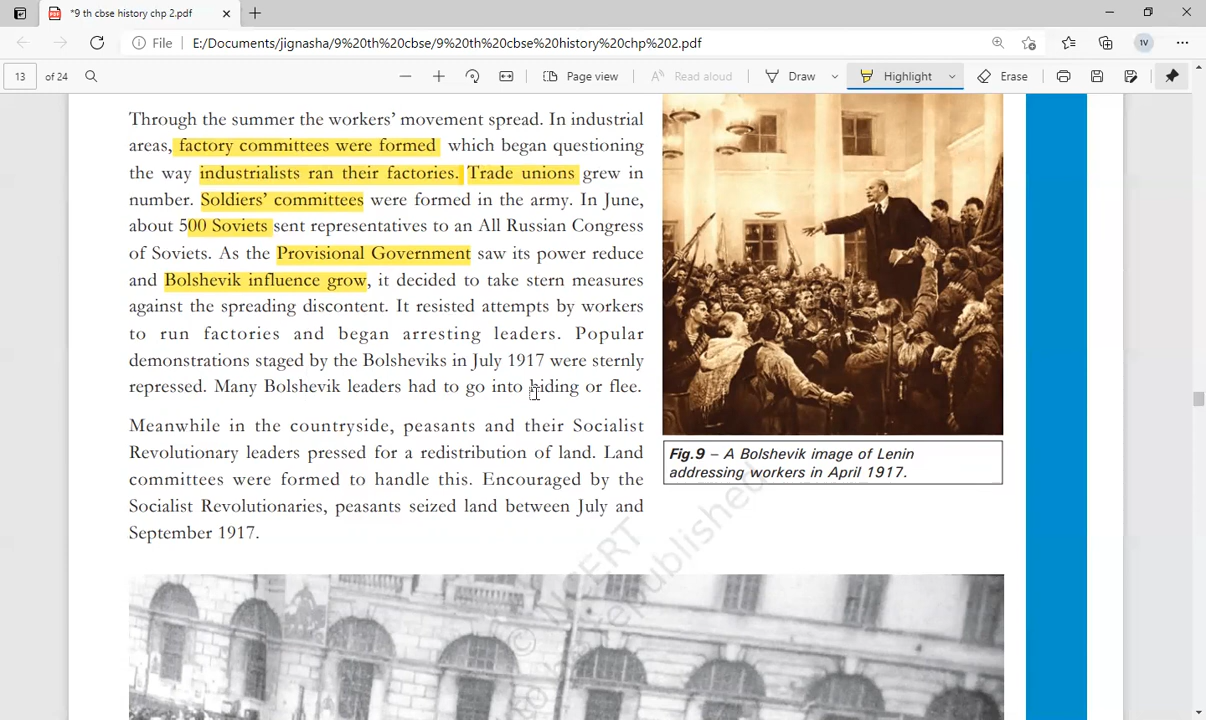 *9 th cbse history chp 2.pdf
File E:/Documents/jignasha/9%20th%20cbse/9%20th%20cbse%20history%20chp%202.pdf
1V
13 of 24
Page view
Read aloud
Draw
Highlight
Erase
Through the summer the workers' movement spread. In industrial
areas, factory committees were formed which began questioning
the way industrialists ran their factories. Trade unions grew in
number. Soldiers' committees were formed in the army. In June,
about 500 Soviets sent representatives to an All Russian Congress
of Soviets. As the Provisional Government saw its power reduce
and Bolshevik influence grow, it decided to take stern measures
against the spreading discontent. It resisted attempts by workers
to run factories and began arresting leaders. Popular
demonstrations staged by the Bolsheviks in July 1917 were sternly
repressed. Many Bolshevik leaders had to go into hiding or flee.
Meanwhile in the countryside, peasants and their Socialist
Revolutionary leaders pressed for a redistribution of land. Land
committees were formed to handle this. Encouraged by the
Socialist Revolutionaries, peasants seized land between July and
September 1917.
Fig.9 – A Bolshevik image of Lenin
addressing workers in April 1917.
© NCERT
to be republished